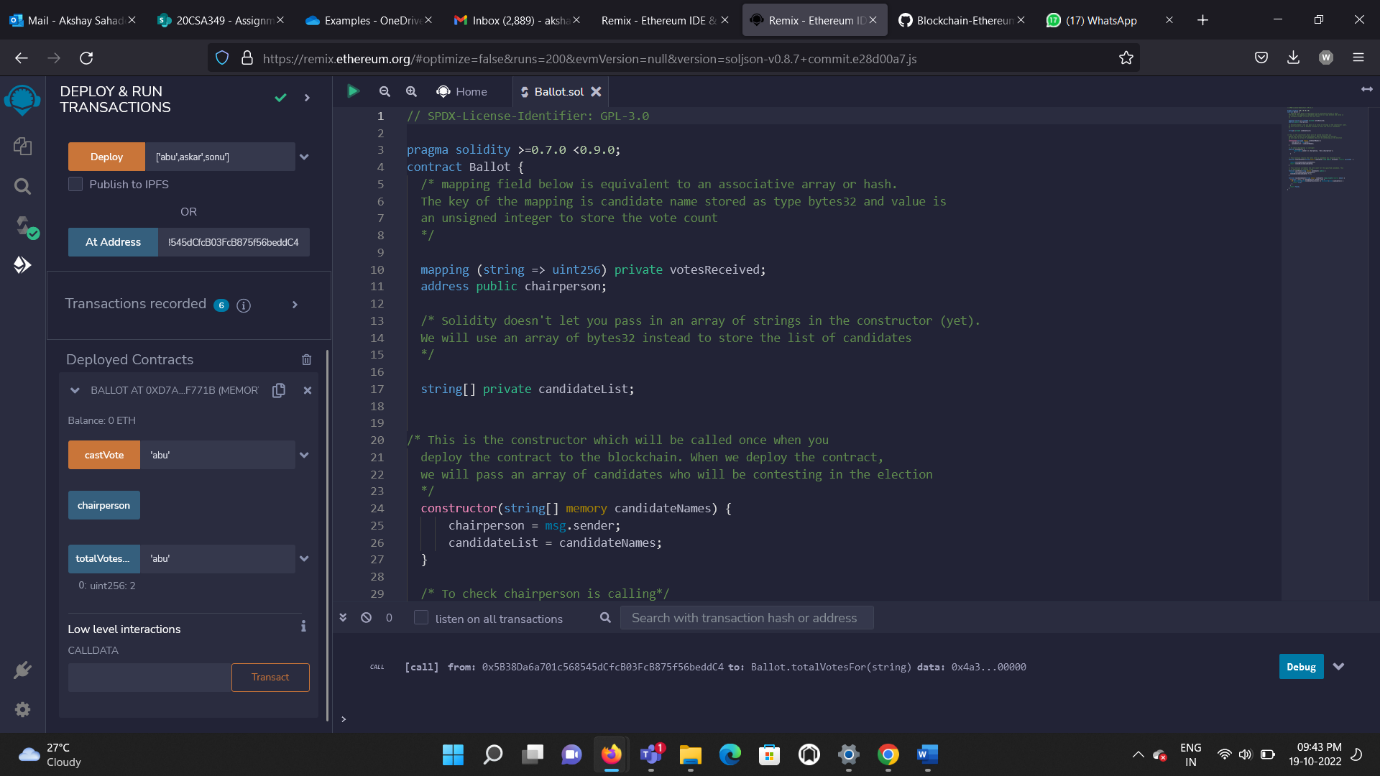 Mail - Akshay Sahade
20CSA349 - Assignm
Examples - OneDrive
Inbox (2,889) - aksha
Remix - Ethereum IDE &
Remix - Ethereum IDE
Blockchain-Ethereum
(17) WhatsApp
https://remix.ethereum.org/#optimize=false&runs=200&evmVersion=null&version=soljson-v0.8.7+commit.e28d00a7.js
W
DEPLOY & RUN
TRANSACTIONS
Deploy ['abu',askar',sonu']
Publish to IPFS
OR
At Address !545dCfcB03FcB875f56beddC4
Transactions recorded 6 i
Deployed Contracts
BALLOT AT 0XD7A...F771B (MEMOR
Balance: 0 ETH
castVote 'abu'
chairperson
totalVotes... 'abu'
0: uint256: 2
Low level interactions i
CALLDATA
Transact
Home
Ballot.sol
1 // SPDX-License-Identifier: GPL-3.0
2
3 pragma solidity >=0.7.0 <0.9.0;
4 contract Ballot {
5 /* mapping field below is equivalent to an associative array or hash.
6 The key of the mapping is candidate name stored as type bytes32 and value is
7 an unsigned integer to store the vote count
8 */
9
10 mapping (string => uint256) private votesReceived;
11 address public chairperson;
12
13 /* Solidity doesn't let you pass in an array of strings in the constructor (yet).
14 We will use an array of bytes32 instead to store the list of candidates
15 */
16
17 string[] private candidateList;
18
19
20 /* This is the constructor which will be called once when you
21 deploy the contract to the blockchain. When we deploy the contract,
22 we will pass an array of candidates who will be contesting in the election
23 */
24 constructor(string[] memory candidateNames) {
25 chairperson = msg.sender;
26 candidateList = candidateNames;
27 }
28
29 /* To check chairperson is calling*/
0 listen on all transactions Search with transaction hash or address
CALL [call] from: 0x5B38Da6a701c568545dCfcB03FcB875f56beddC4 to: Ballot.totalVotesFor(string) data: 0x4a3...00000 Debug
>
27°C
Cloudy
1
ENG
IN
09:43 PM
19-10-2022